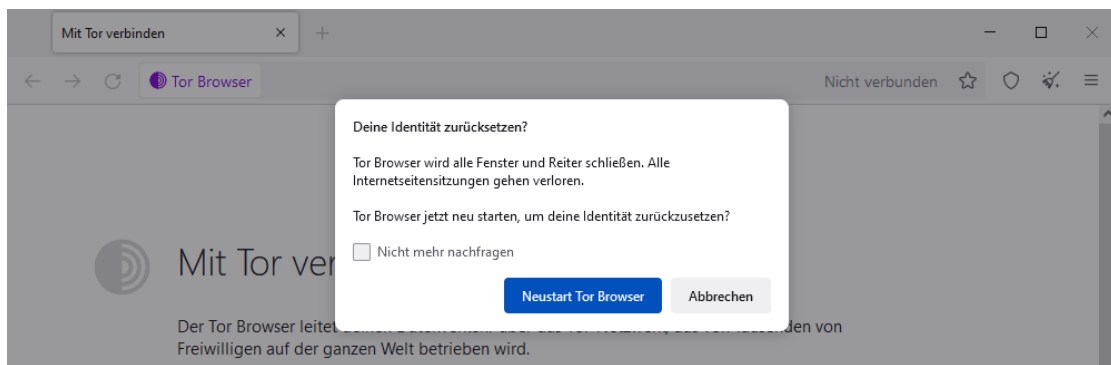 Mit Tor verbinden
Tor Browser
Nicht verbunden
Deine Identität zurücksetzen?
Tor Browser wird alle Fenster und Reiter schließen. Alle
Internetseitensitzungen gehen verloren.
Tor Browser jetzt neu starten, um deine Identität zurückzusetzen?
Nicht mehr nachfragen
Neustart Tor Browser
Abbrechen
Mit Tor ver
Der Tor Browser leitet den von
Freiwilligen auf der ganzen Welt betrieben wird.